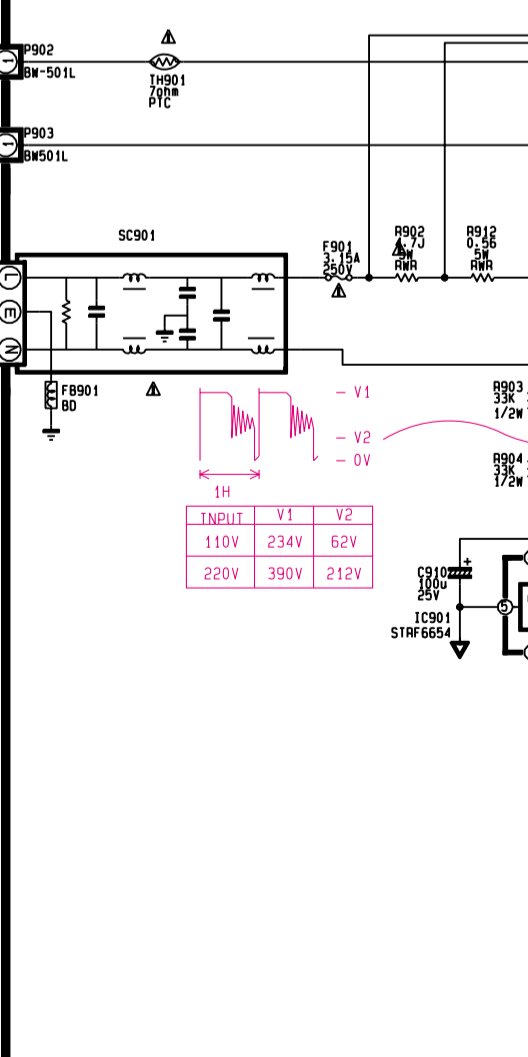 P902
1
BW-501L
TH901
7ohm
PTC
P903
1
BW501L
SC901
F901
3.15A
250V
R902
4.7J
5W
RWR
R912
0.56
5W
RWR
L
E
N
FB901
BD
V1
V2
0V
1H
R903
33K
1/2W
R904
33K
1/2W
INPUT V1 V2
110V 234V 62V
220V 390V 212V
C910
100u
25V
+
IC901
STRF6654
5